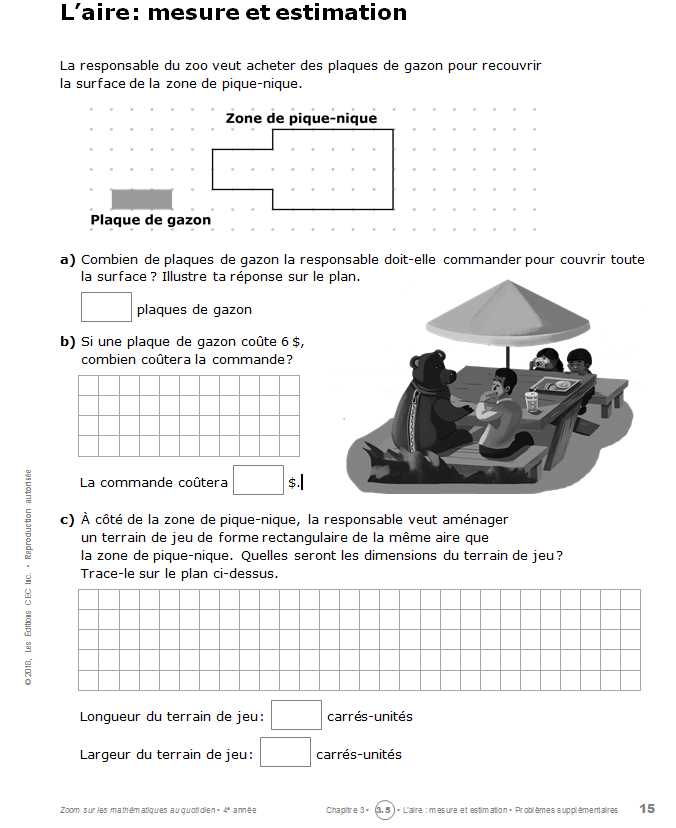 L'aire : mesure et estimation
La responsable du zoo veut acheter des plaques de gazon pour recouvrir
la surface de la zone de pique-nique.
Zone de pique-nique
Plaque de gazon
a) Combien de plaques de gazon la responsable doit-elle commander pour couvrir toute
la surface ? Illustre ta réponse sur le plan.
plaques de gazon
b) Si une plaque de gazon coûte 6 $,
combien coûtera la commande ?
La commande coûtera $.
c) À côté de la zone de pique-nique, la responsable veut aménager
un terrain de jeu de forme rectangulaire de la même aire que
la zone de pique-nique. Quelles seront les dimensions du terrain de jeu ?
Trace-le sur le plan ci-dessus.
Longueur du terrain de jeu : carrés-unités
Largeur du terrain de jeu : carrés-unités
© 2018, Les Éditions CEC Inc. • Reproduction autorisée
Zoom sur les mathématiques au quotidien • 4e année
Chapitre 3 • 3.5 • L'aire : mesure et estimation • Problèmes supplémentaires 15